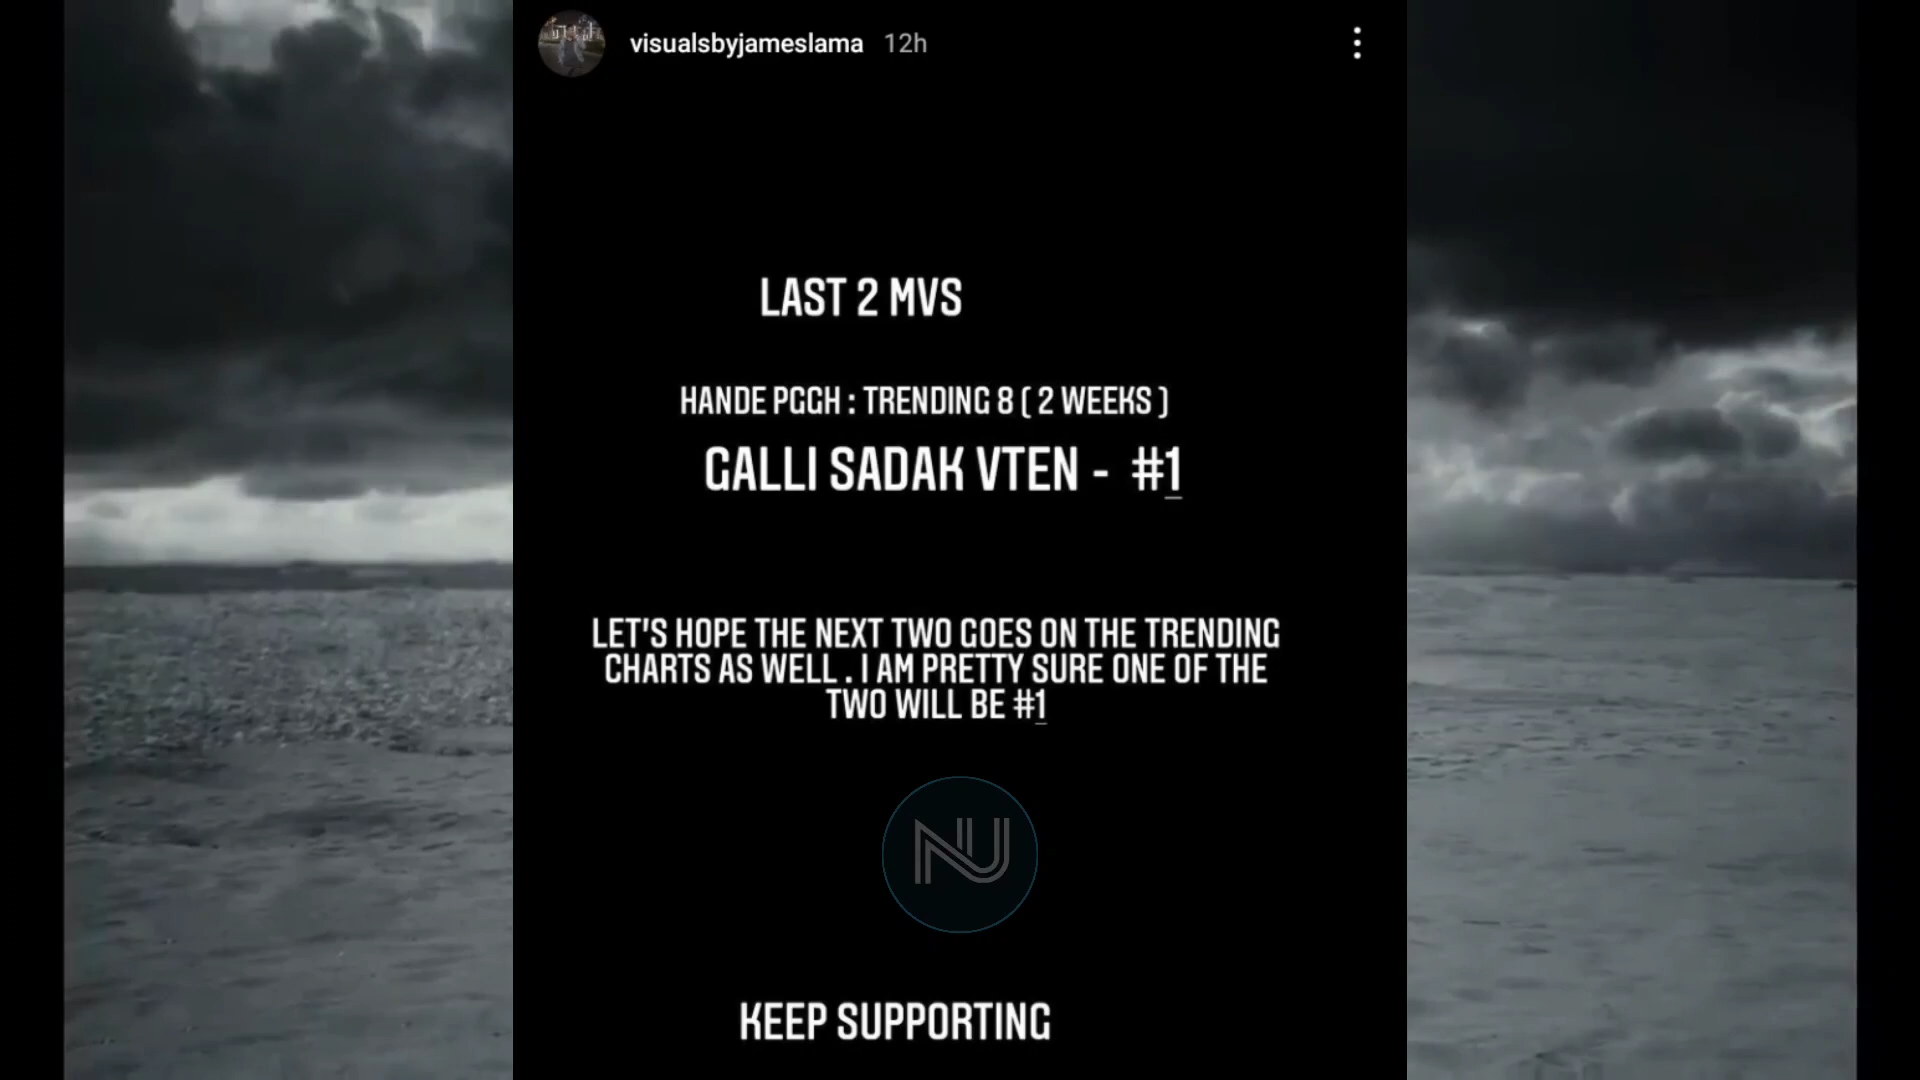 visualsbyjameslama 12h
LAST 2 MVS
HANDE PGGH : TRENDING 8 ( 2 WEEKS )
GALLI SADAK VTEN - #1
LET'S HOPE THE NEXT TWO GOES ON THE TRENDING
CHARTS AS WELL . I AM PRETTY SURE ONE OF THE
TWO WILL BE #1
NU
KEEP SUPPORTING